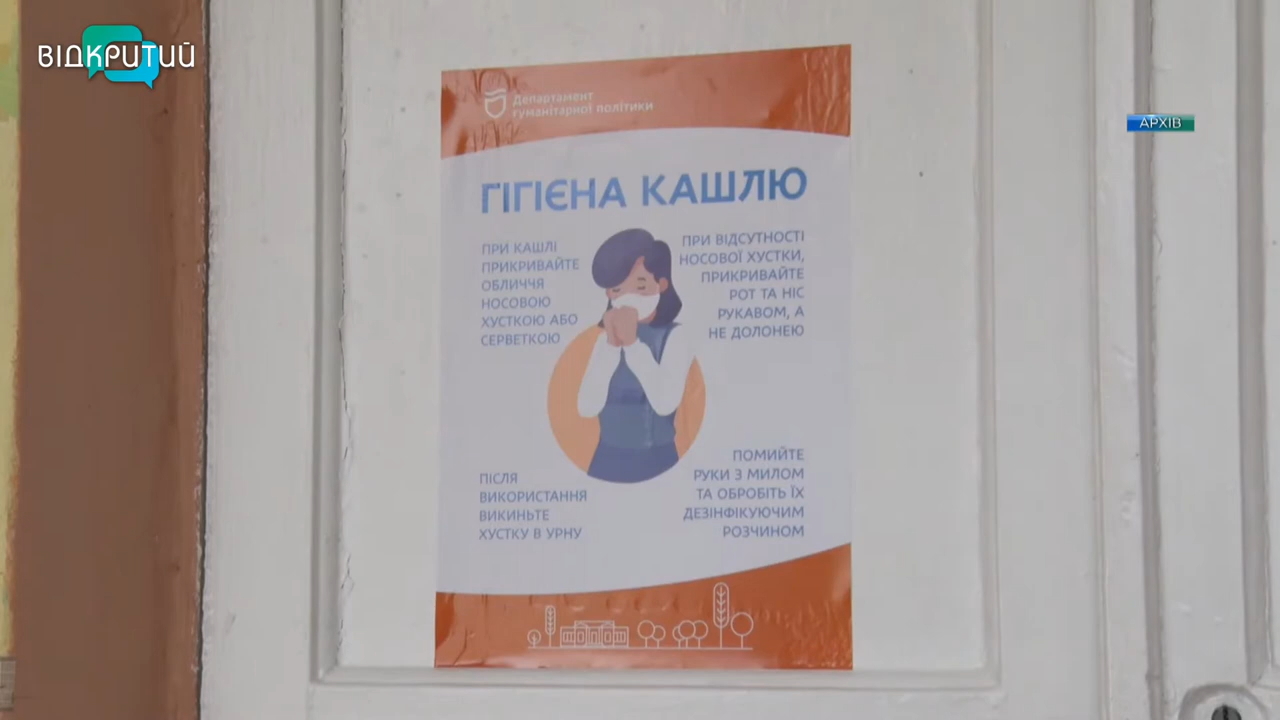 ВІДКРИТИЙ
АРХІВ
Департамент
гуманітарної політики
ГІГІЄНА КАШЛЮ
ПРИ КАШЛІ
ПРИКРИВАЙТЕ
ОБЛИЧЧЯ
НОСОВОЮ
ХУСТКОЮ АБО
СЕРВЕТКОЮ
ПРИ ВІДСУТНОСТІ
НОСОВОЇ ХУСТКИ,
ПРИКРИВАЙТЕ
РОТ ТА НІС
РУКАВОМ, А
НЕ ДОЛОНЕЮ
ПІСЛЯ
ВИКОРИСТАННЯ
ВИКИНЬТЕ
ХУСТКУ В УРНУ
ПОМИЙТЕ
РУКИ З МИЛОМ
ТА ОБРОБІТЬ ЇХ
ДЕЗІНФІКУЮЧИМ
РОЗЧИНОМ